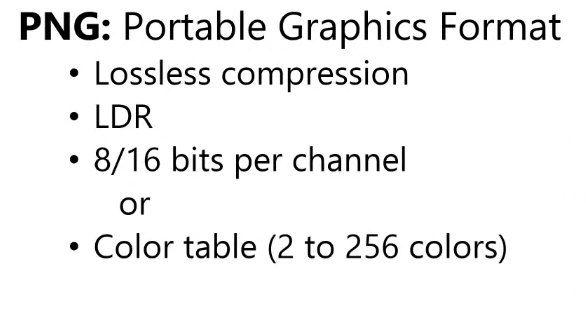 PNG: Portable Graphics Format
• Lossless compression
• LDR
• 8/16 bits per channel
or
• Color table (2 to 256 colors)